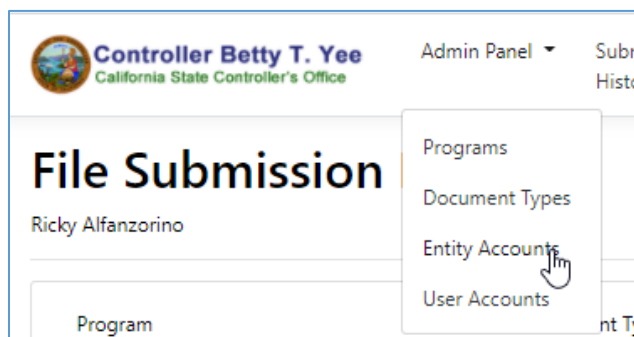 Controller Betty T. Yee
California State Controller's Office
Admin Panel
File Submission
Ricky Alfanzorino
Programs
Document Types
Entity Accounts
User Accounts
Program